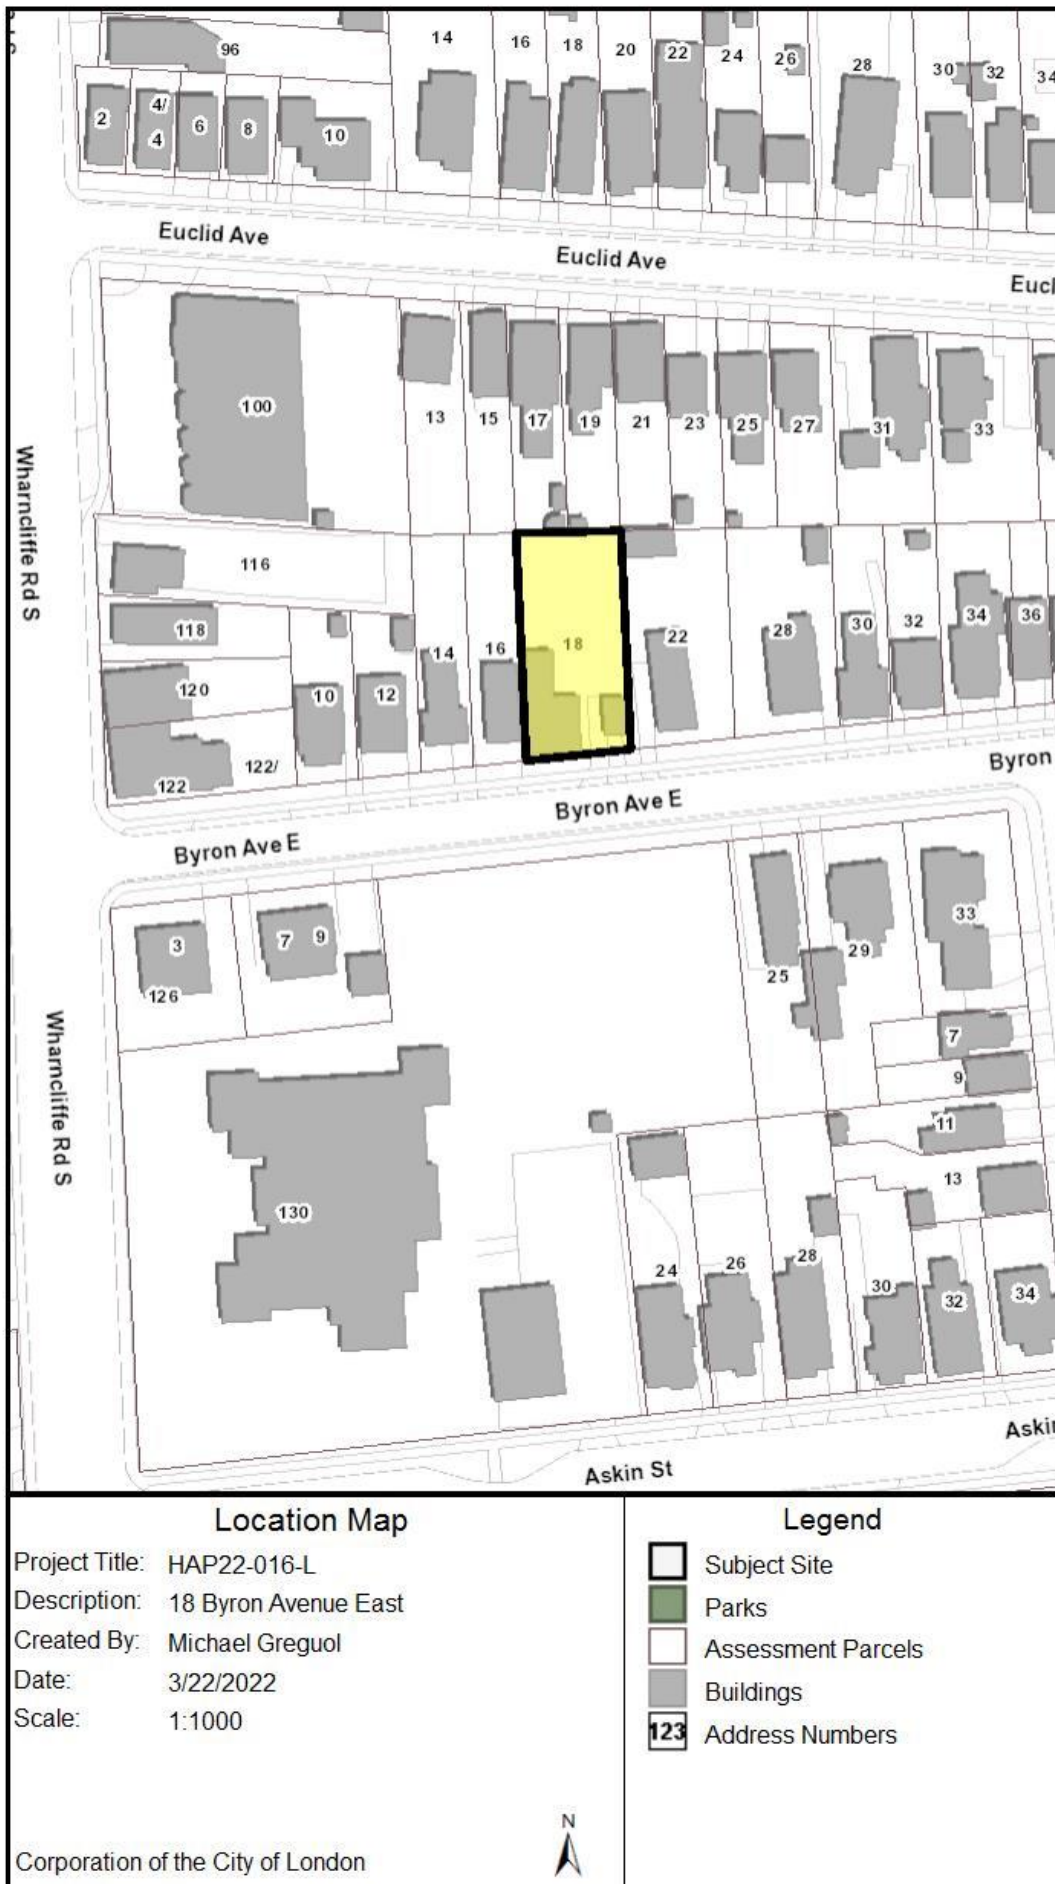 96
14
16
18
20
22
24
26
28
30
32
34
2
4/
4
6
8
10
Euclid Ave
Euclid Ave
Eucl
100
13
15
17
19
21
23
25
27
31
33
Wharncliffe Rd S
116
118
120
122/
122
10
12
14
16
18
22
28
30
32
34
36
Byron
Byron Ave E
Byron Ave E
3
126
7
9
25
29
33
7
9
11
13
Wharncliffe Rd S
130
24
26
28
30
32
34
Askin
Askin St
Location Map
Project Title: HAP22-016-L
Description: 18 Byron Avenue East
Created By: Michael Greguol
Date: 3/22/2022
Scale: 1:1000
Corporation of the City of London
N
Legend
Subject Site
Parks
Assessment Parcels
Buildings
123 Address Numbers